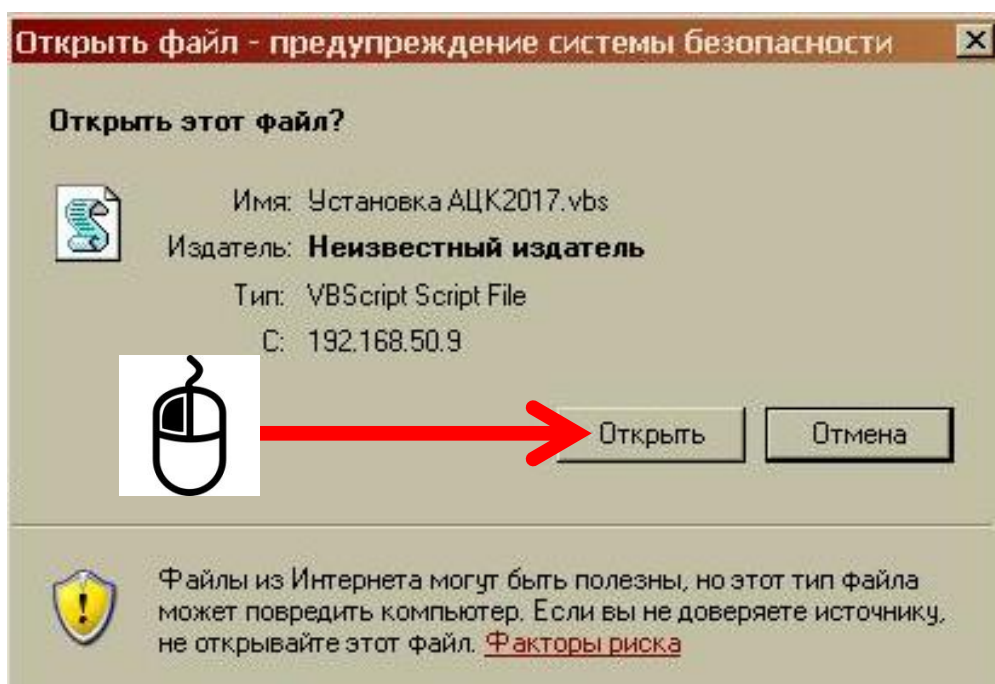 Открыть файл - предупреждение системы безопасности
Открыть этот файл?
Имя: Установка АЦК2017.vbs
Издатель: Неизвестный издатель
Тип: VBScript Script File
С: 192.168.50.9
Открыть Отмена
Файлы из Интернета могут быть полезны, но этот тип файла
может повредить компьютер. Если вы не доверяете источнику,
не открывайте этот файл. Факторы риска